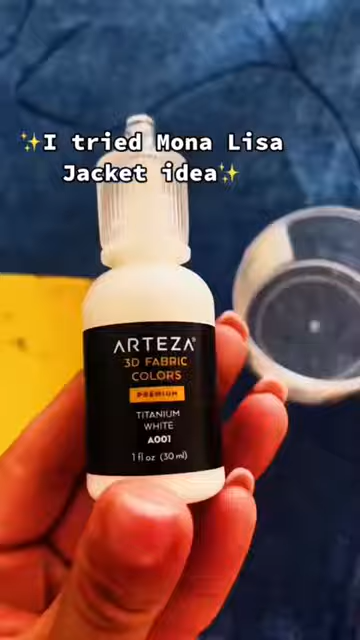 ✨I tried Mona Lisa
Jacket idea✨
ARTEZA®
3D FABRIC
COLORS
PREMIUM
TITANIUM
WHITE
A001
1 fl oz (30 ml)